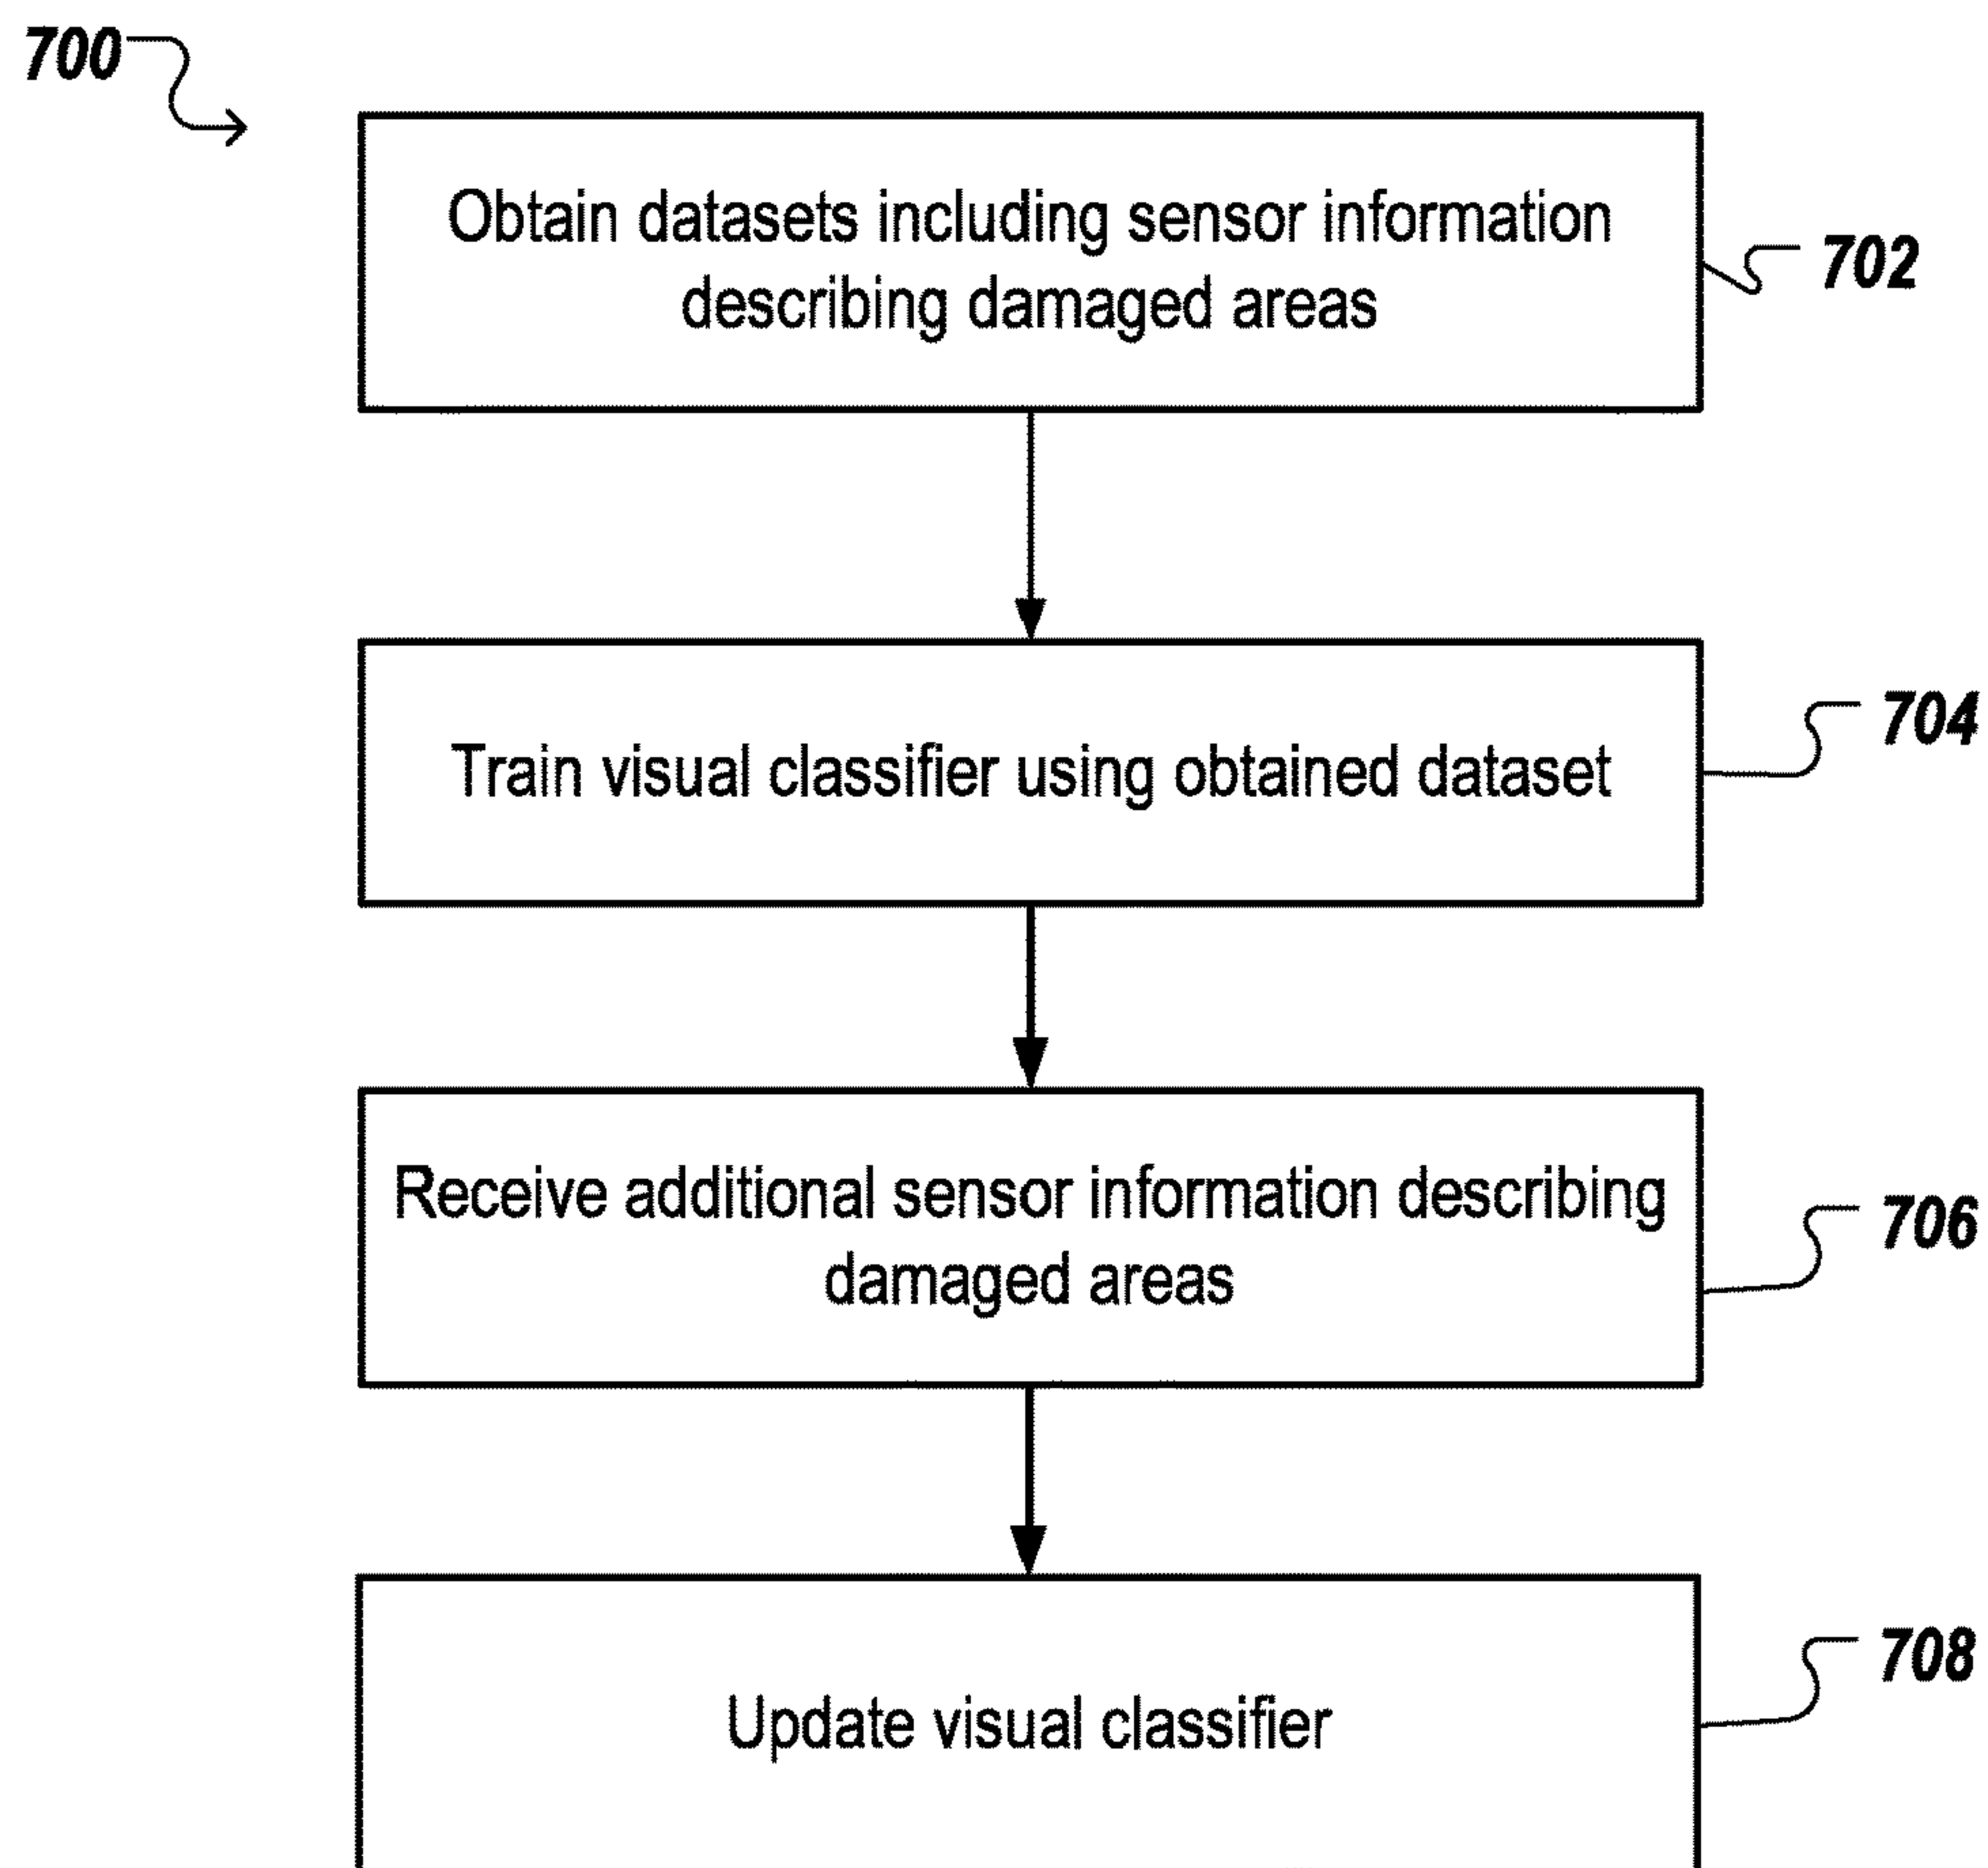 700
Obtain datasets including sensor information
describing damaged areas
702
Train visual classifier using obtained dataset
704
Receive additional sensor information describing
damaged areas
706
Update visual classifier
708